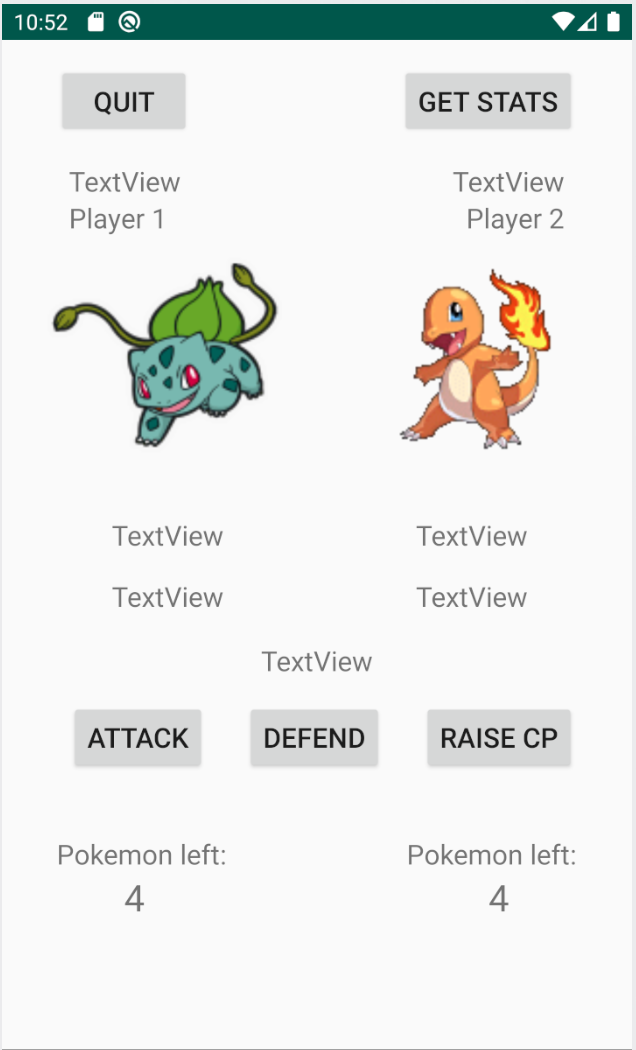 10:52
QUIT GET STATS
TextView TextView
Player 1 Player 2
TextView TextView
TextView TextView
TextView
ATTACK DEFEND RAISE CP
Pokemon left: Pokemon left:
4 4